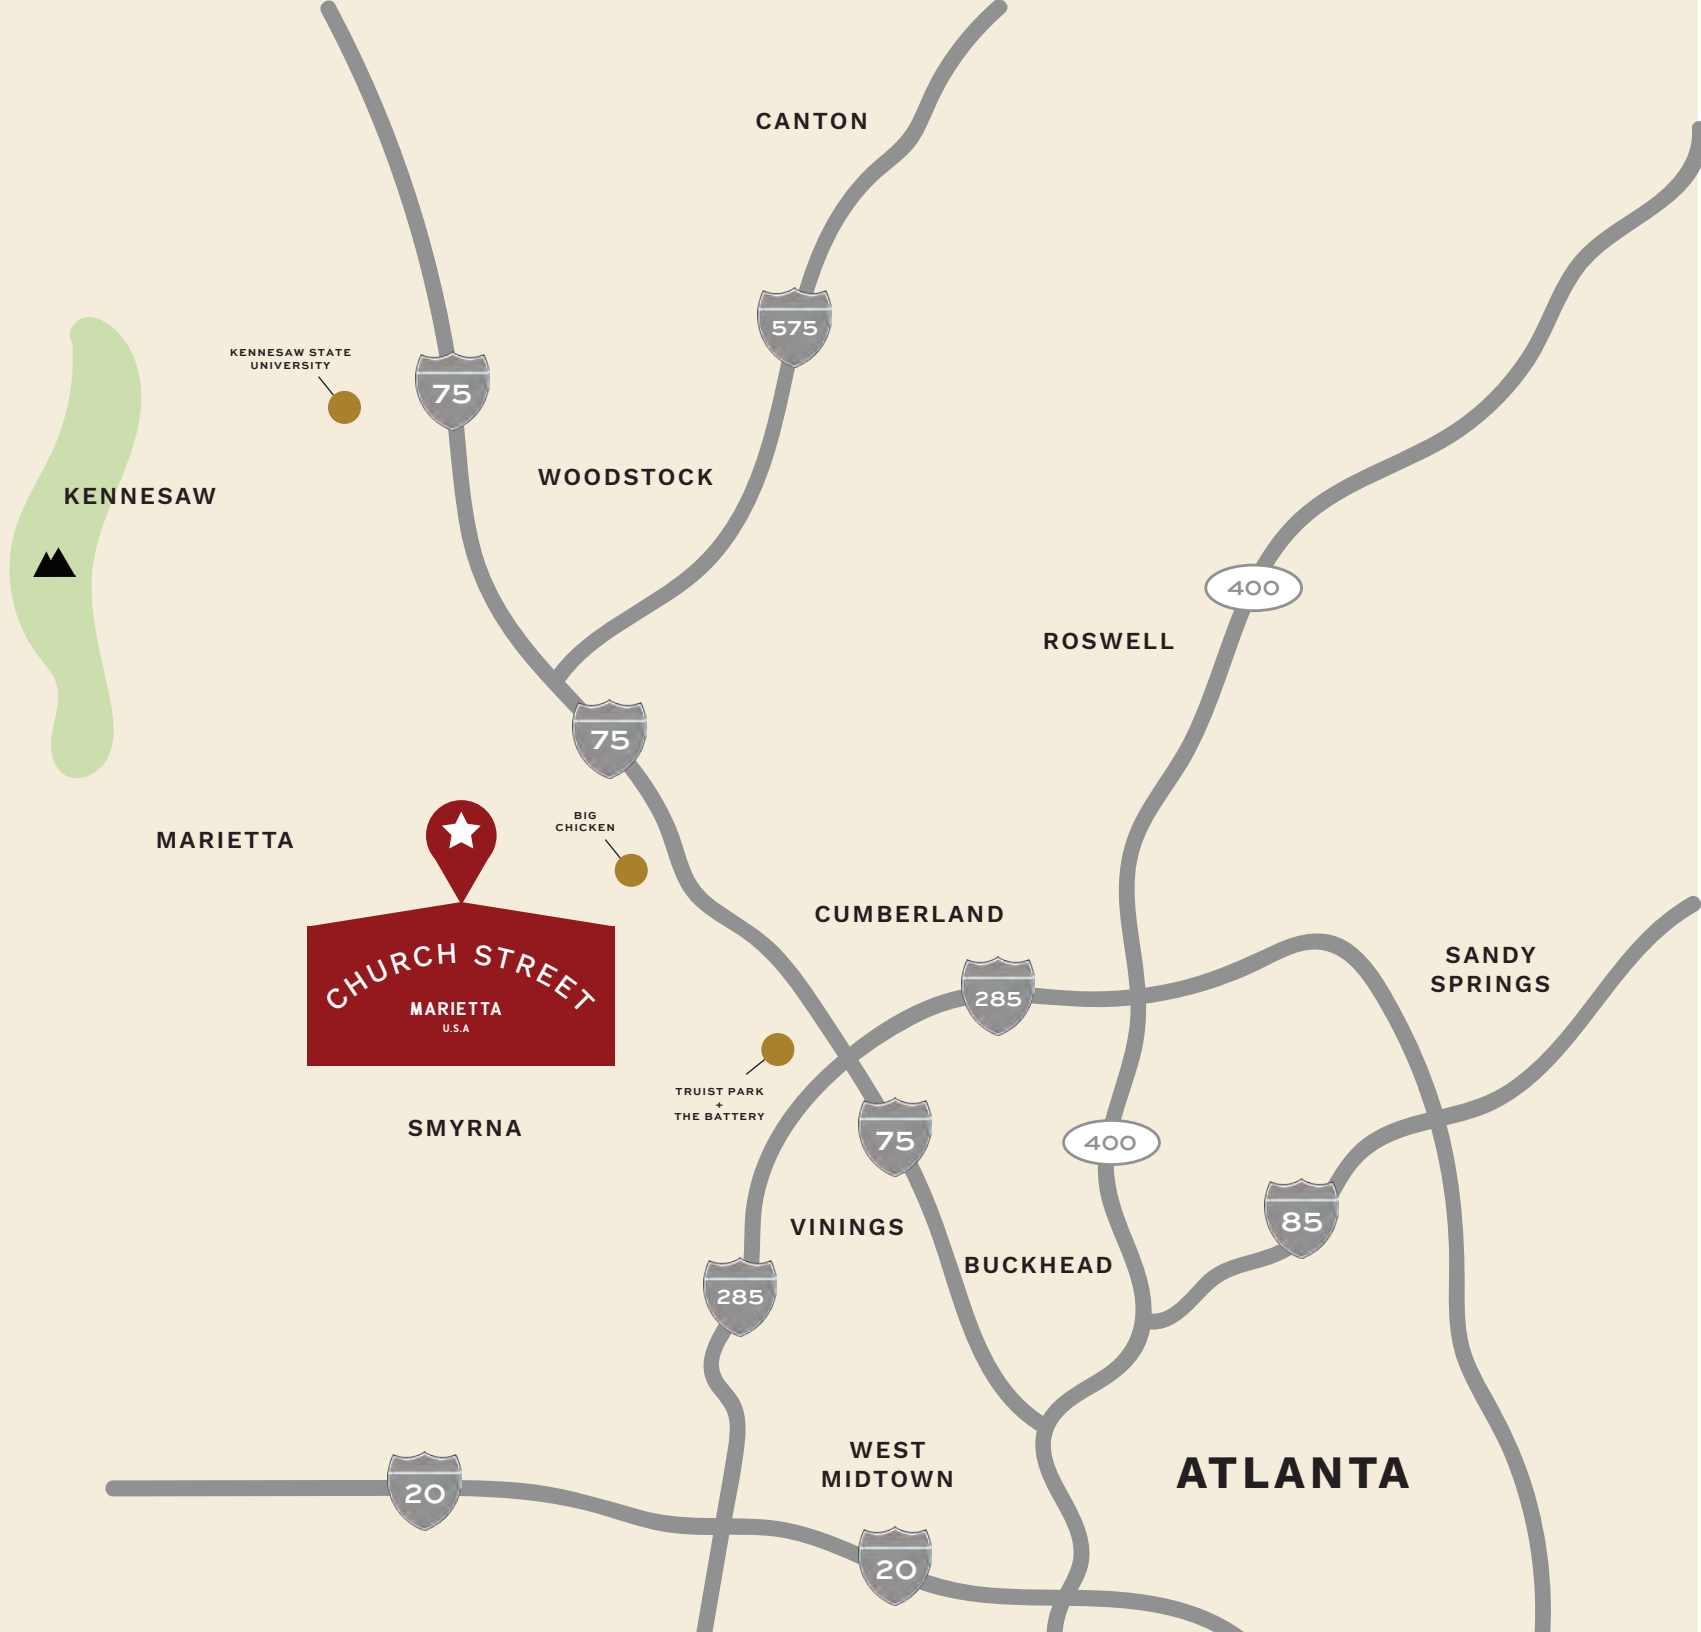 CANTON
575
KENNESAW STATE
UNIVERSITY
75
WOODSTOCK
KENNESAW
400
ROSWELL
75
BIG
CHICKEN
MARIETTA
CUMBERLAND
CHURCH STREET
MARIETTA
U.S.A
SANDY
SPRINGS
285
TRUIST PARK
+
THE BATTERY
SMYRNA
75
400
85
VININGS
BUCKHEAD
285
WEST
MIDTOWN
ATLANTA
20
20